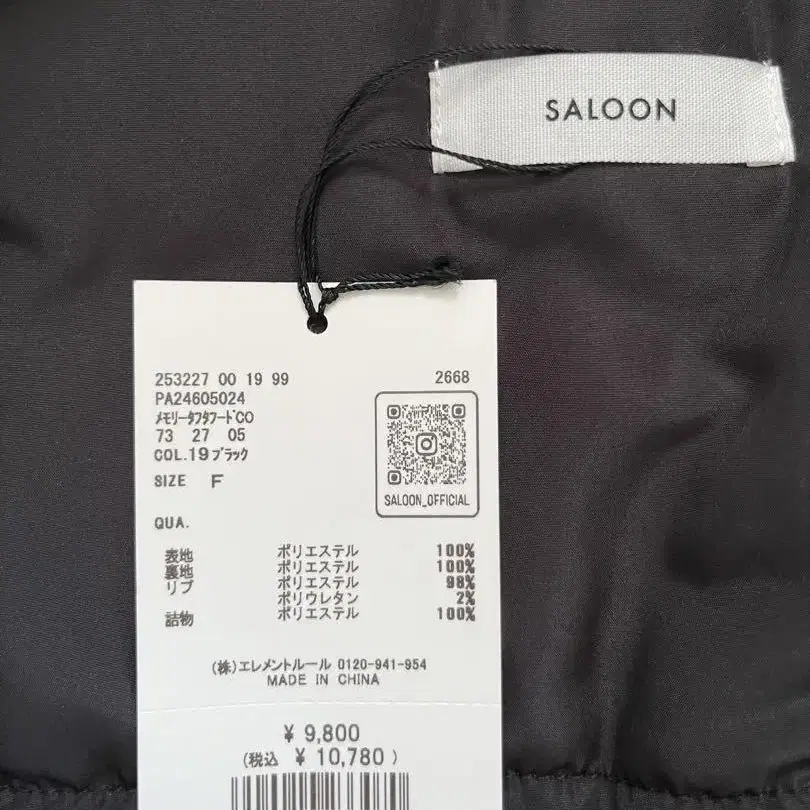 SALOON
253227 00 19 99 2668
PA24605024
ﾒﾓﾘｰﾀﾌﾀﾌｰﾄﾞCO
73 27 05
COL.19 ﾌﾞﾗｯｸ
SIZE F
SALOON_OFFICIAL
QUA.
表地 ポリエステル 100%
裏地 ポリエステル 100%
リブ ポリエステル 98%
ポリウレタン 2%
詰物 ポリエステル 100%
(株)エレメントルール 0120-941-954
MADE IN CHINA
¥ 9,800
(税込 ¥ 10,780 )